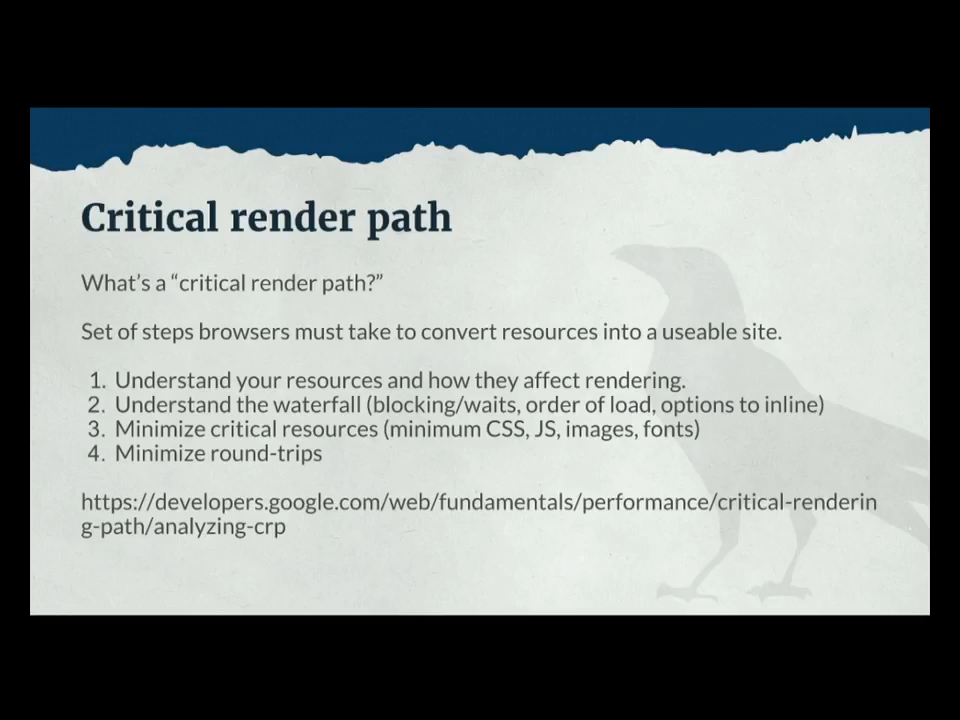 Critical render path
What's a “critical render path?”
Set of steps browsers must take to convert resources into a useable site.
1. Understand your resources and how they affect rendering.
2. Understand the waterfall (blocking/waits, order of load, options to inline)
3. Minimize critical resources (minimum CSS, JS, images, fonts)
4. Minimize round-trips
https://developers.google.com/web/fundamentals/performance/critical-renderin
g-path/analyzing-crp